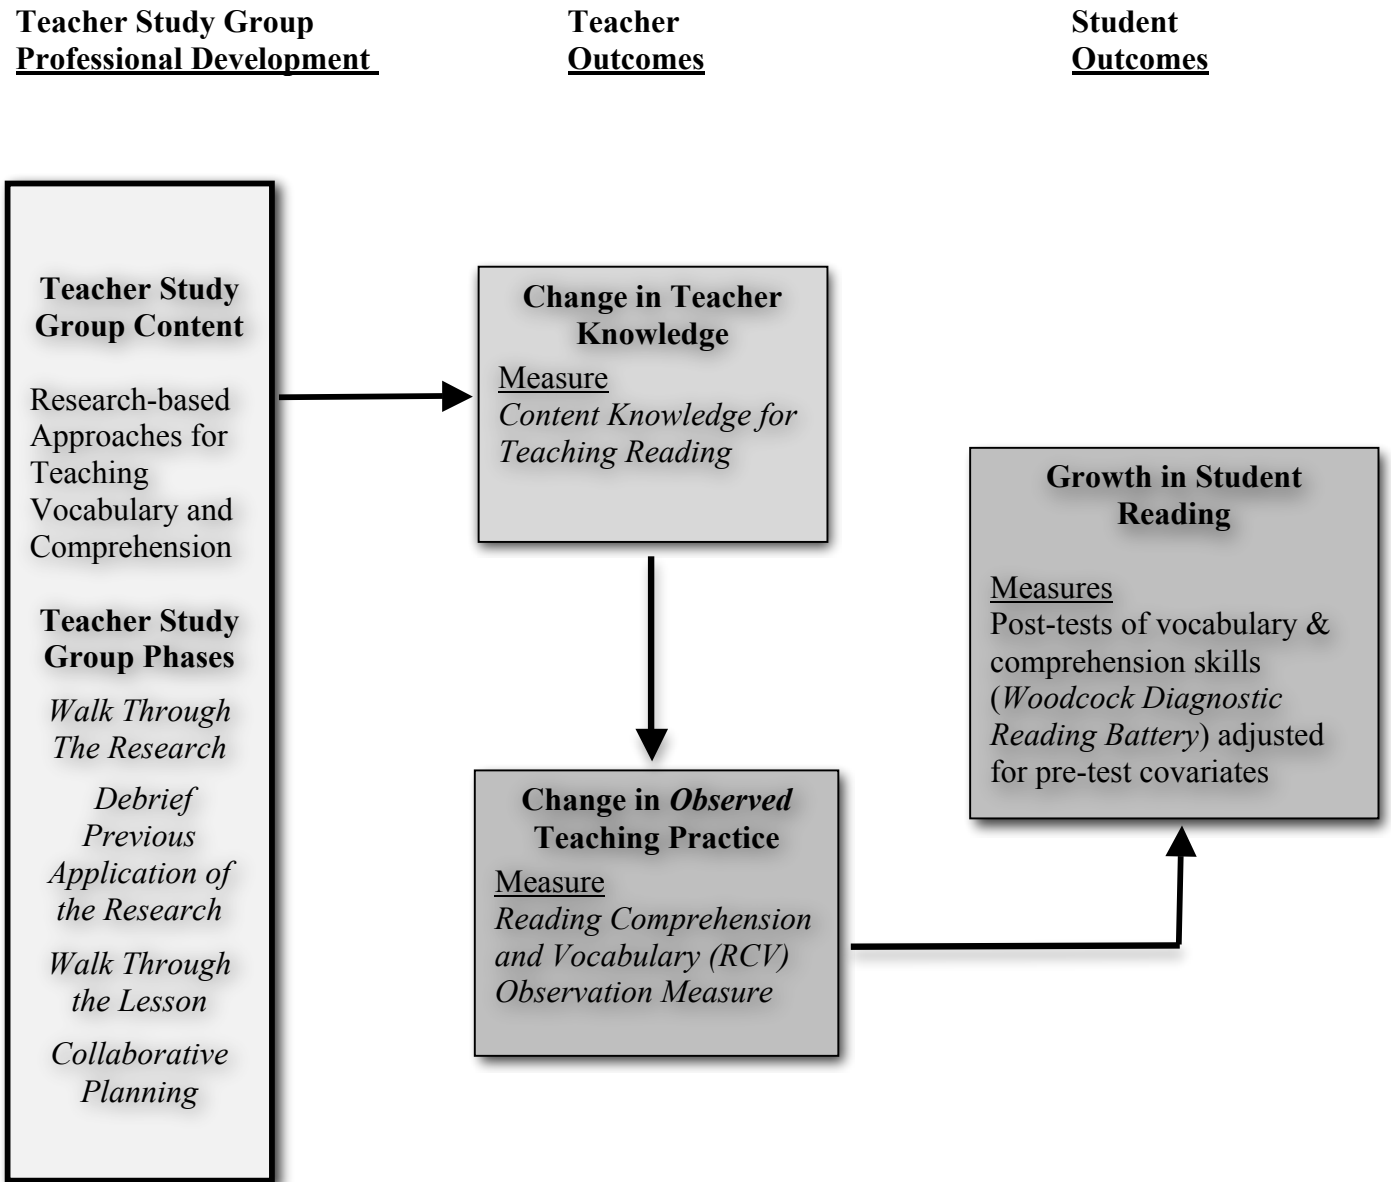 Teacher Study Group
Professional Development
Teacher
Outcomes
Student
Outcomes
Teacher Study
Group Content
Research-based
Approaches for
Teaching
Vocabulary and
Comprehension
Teacher Study
Group Phases
Walk Through
The Research
Debrief
Previous
Application of
the Research
Walk Through
the Lesson
Collaborative
Planning
Change in Teacher
Knowledge
Measure
Content Knowledge for
Teaching Reading
Change in Observed
Teaching Practice
Measure
Reading Comprehension
and Vocabulary (RCV)
Observation Measure
Growth in Student
Reading
Measures
Post-tests of vocabulary &
comprehension skills
(Woodcock Diagnostic
Reading Battery) adjusted
for pre-test covariates